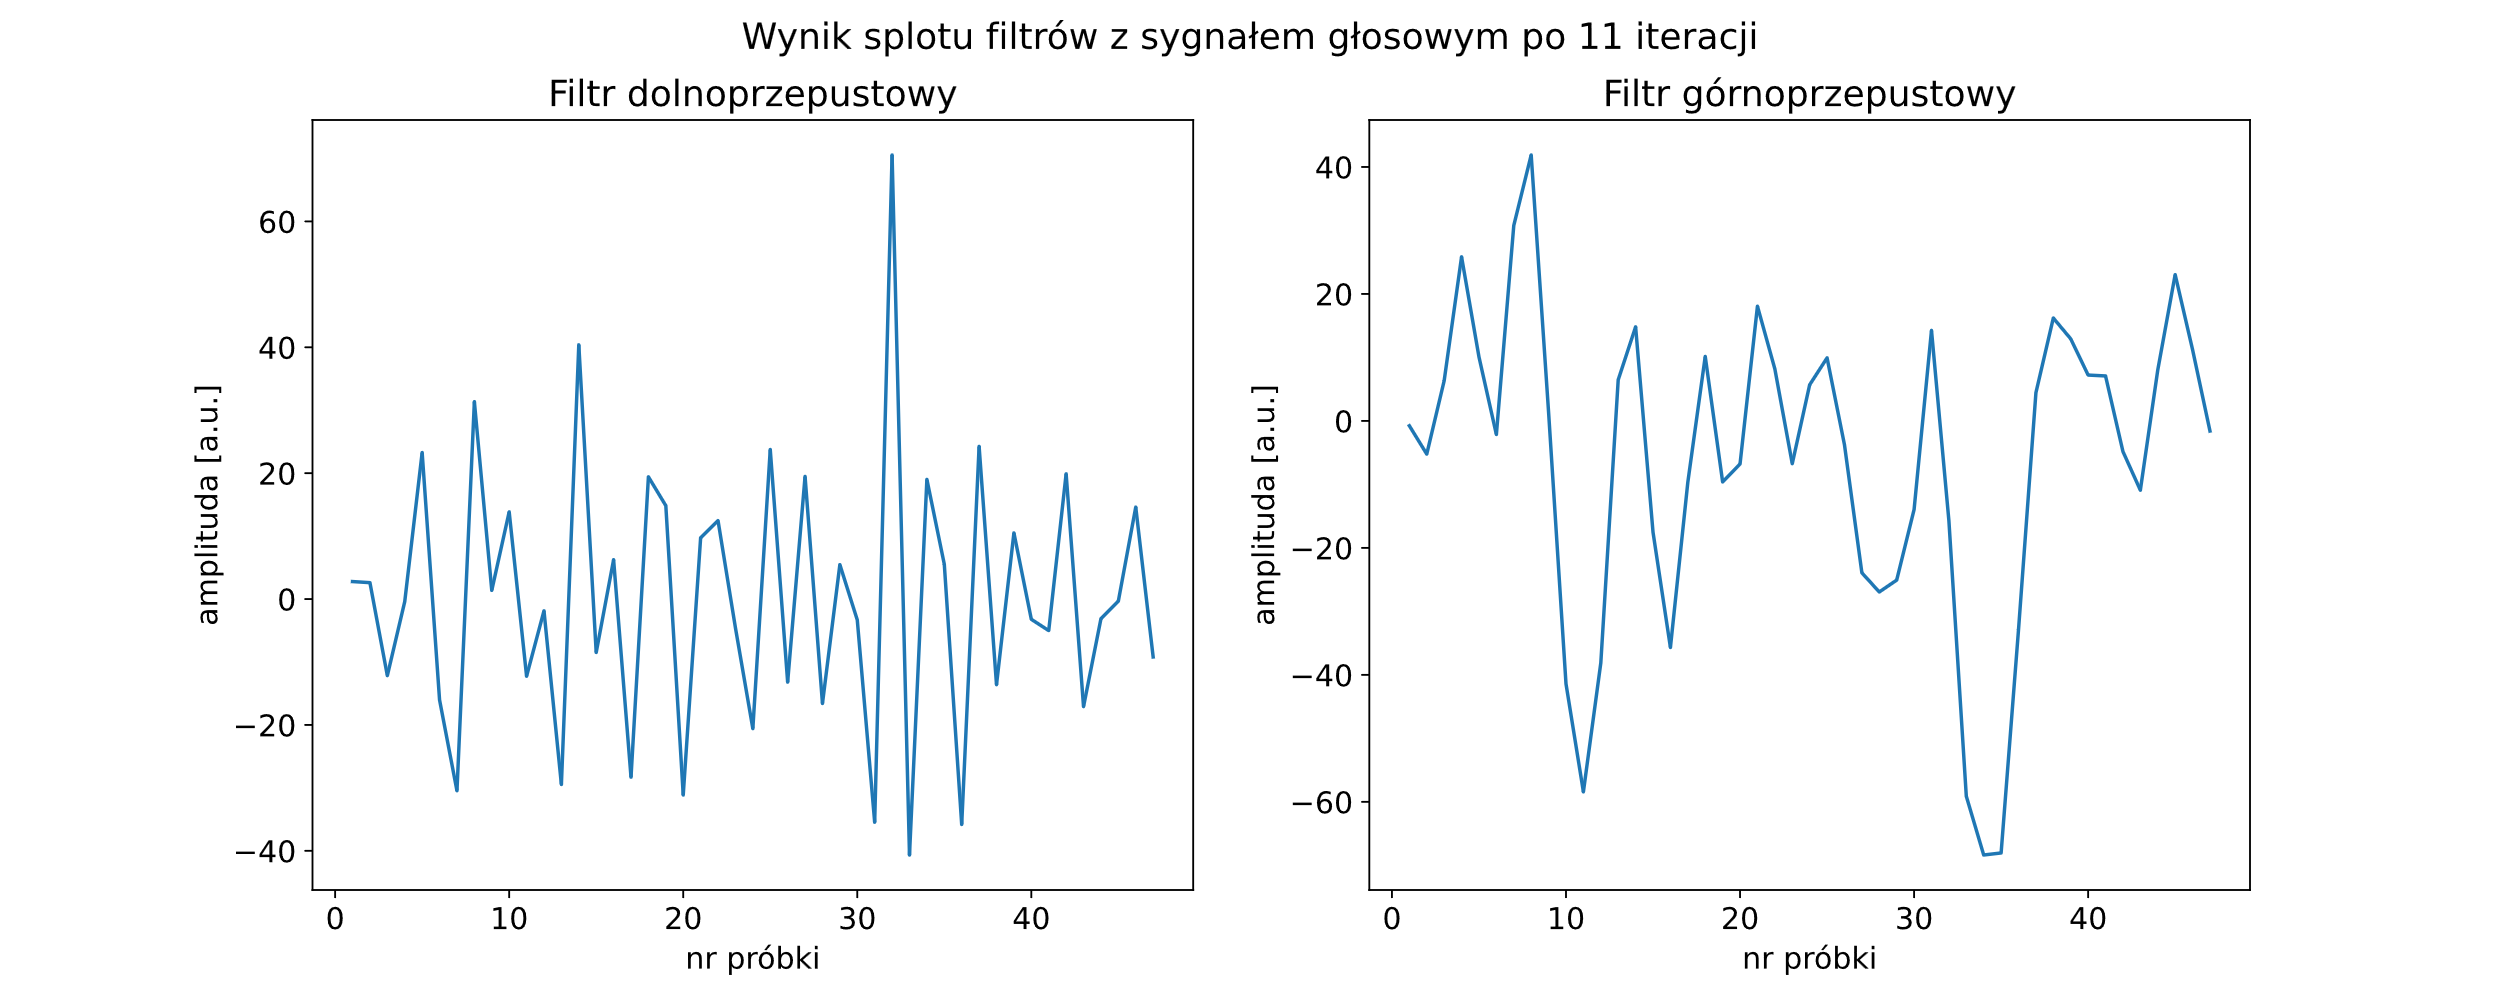 Wynik splotu filtrów z sygnałem głosowym po 11 iteracji
Filtr dolnoprzepustowy
amplituda [a.u.]
60
40
20
0
−20
−40
0 10 20 30 40
nr próbki
Filtr górnoprzepustowy
amplituda [a.u.]
40
20
0
−20
−40
−60
0 10 20 30 40
nr próbki